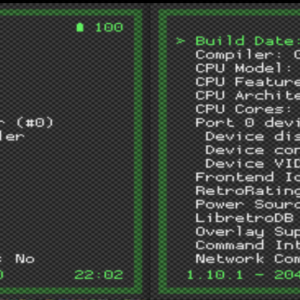 100
r (#0)
ler
: No
22:02
> Build Date:
Compiler:
CPU Model:
CPU Feature
CPU Archite
CPU Cores:
Port 0 devi
Device dis
Device con
Device VID
Frontend Id
RetroRating
Power Sourc
LibretroDB
Overlay Sup
Command Int
Network Com
1.10.1 - 204